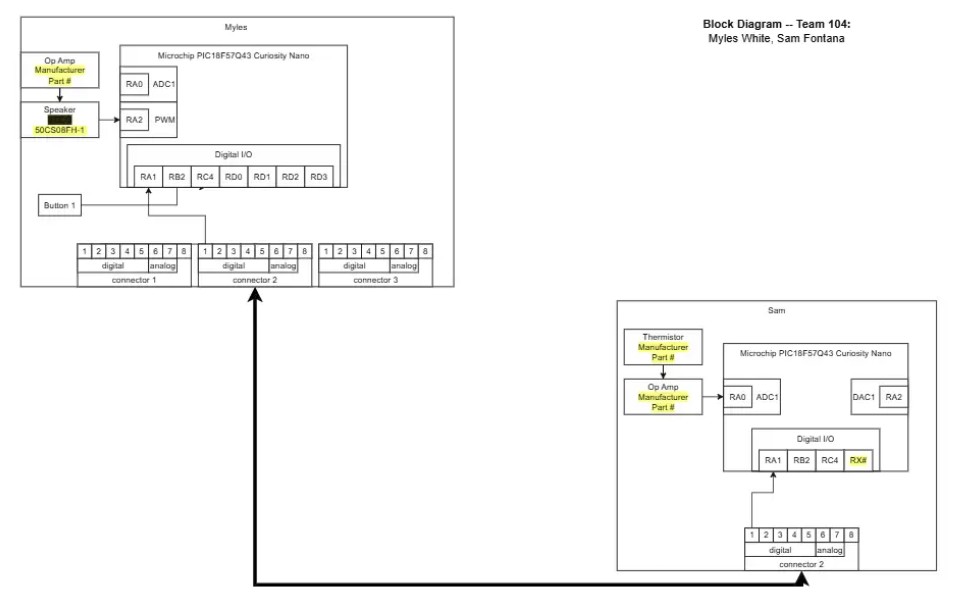 Block Diagram -- Team 104:
Myles White, Sam Fontana
Myles
Microchip PIC18F57Q43 Curiosity Nano
Op Amp
Manufacturer
Part #
Speaker
50CS08FH-1
RA0 ADC1
RA2 PWM
Digital I/O
RA1 RB2 RC4 RD0 RD1 RD2 RD3
Button 1
1 2 3 4 5 6 7 8
digital analog
connector 1
1 2 3 4 5 6 7 8
digital analog
connector 2
1 2 3 4 5 6 7 8
digital analog
connector 3
Sam
Thermistor
Manufacturer
Part #
Op Amp
Manufacturer
Part #
Microchip PIC18F57Q43 Curiosity Nano
RA0 ADC1
DAC1 RA2
Digital I/O
RA1 RB2 RC4 RX#
1 2 3 4 5 6 7 8
digital analog
connector 2